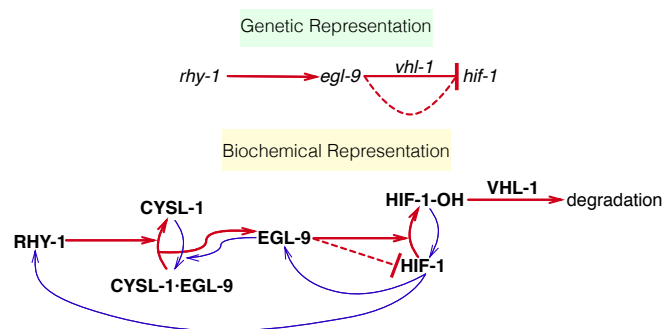 Genetic Representation
rhy-1 egl-9 vhl-1 hif-1
Biochemical Representation
HIF-1-OH VHL-1 degradation
CYSL-1
RHY-1 EGL-9
HIF-1
CYSL-1·EGL-9